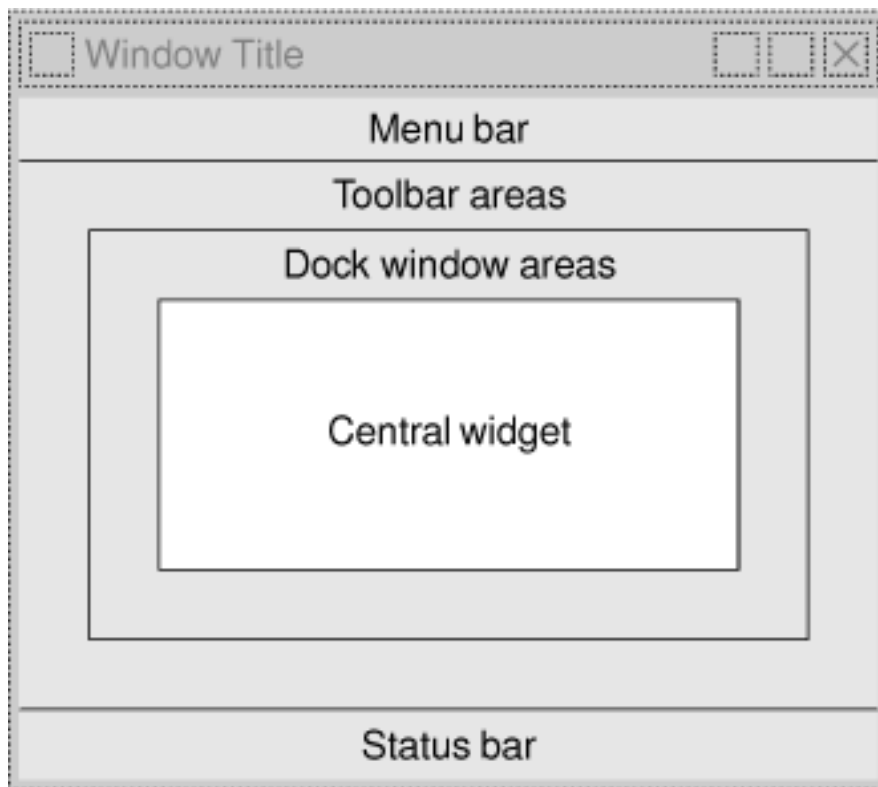 Window Title
Menu bar
Toolbar areas
Dock window areas
Central widget
Status bar